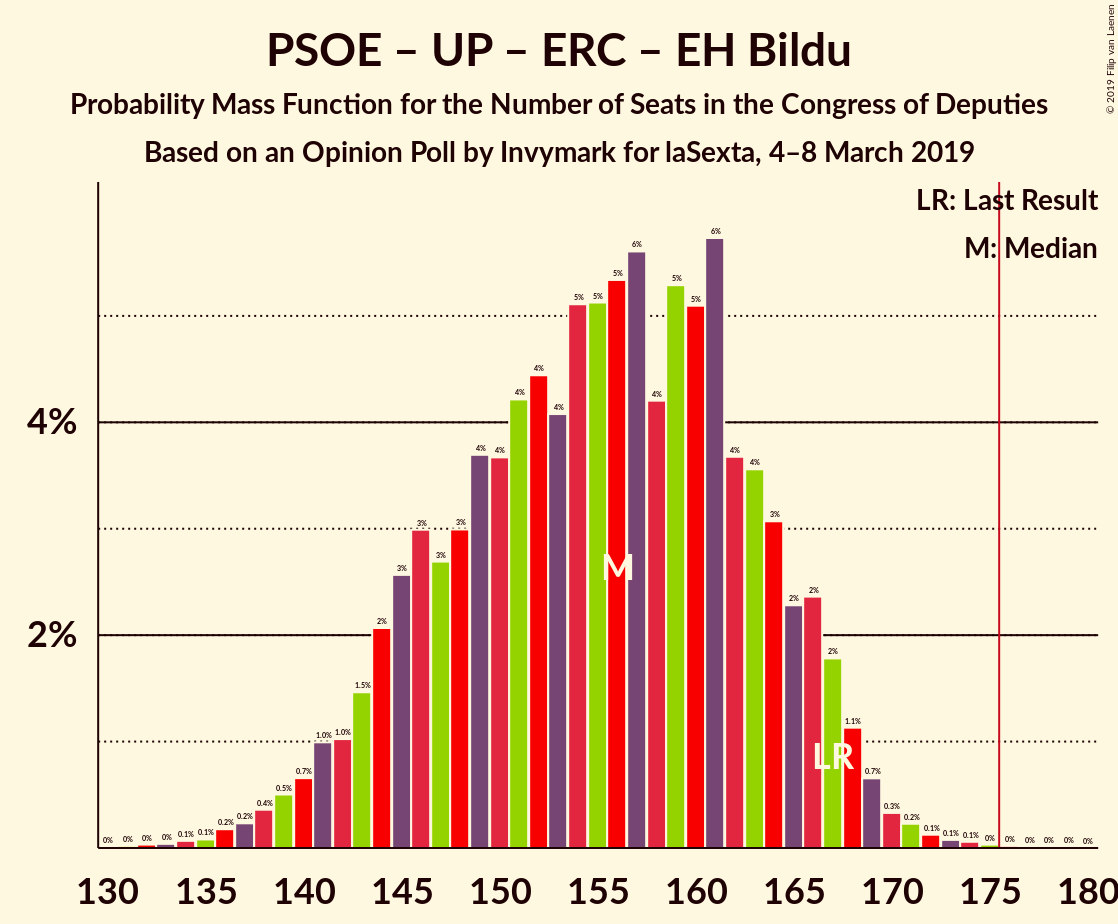 PSOE – UP – ERC – EH Bildu
Probability Mass Function for the Number of Seats in the Congress of Deputies
Based on an Opinion Poll by Invymark for laSexta, 4–8 March 2019
© 2019 Filip van Laenen
LR: Last Result
M: Median
4%
2%
0% 0% 0% 0% 0.1% 0.1% 0.2% 0.2% 0.4% 0.5% 0.7% 1.0% 1.0% 1.5% 2% 3% 3% 3% 3% 4% 4% 4% 4% 4% 5% 5% 5% 6% 4% 5% 5% 6% 4% 4% 3% 2% 2% 2% 1.1% 0.7% 0.3% 0.2% 0.1% 0.1% 0.1% 0% 0% 0% 0% 0% 0%
M
LR
130 135 140 145 150 155 160 165 170 175 180